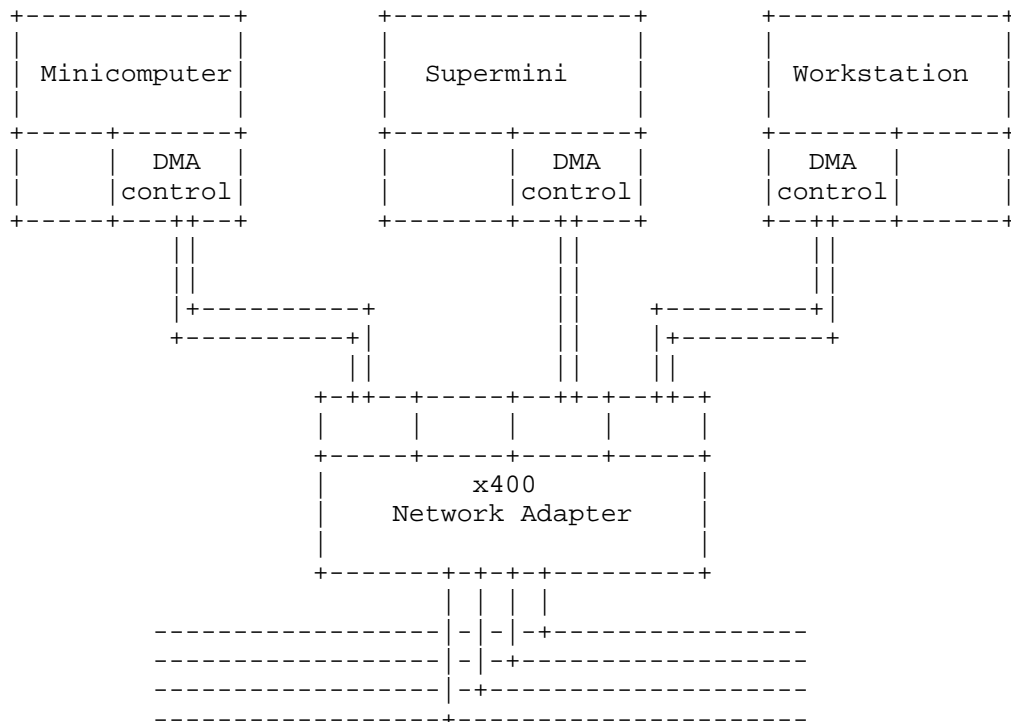 Minicomputer Supermini Workstation
DMA DMA DMA
control control control
x400
Network Adapter